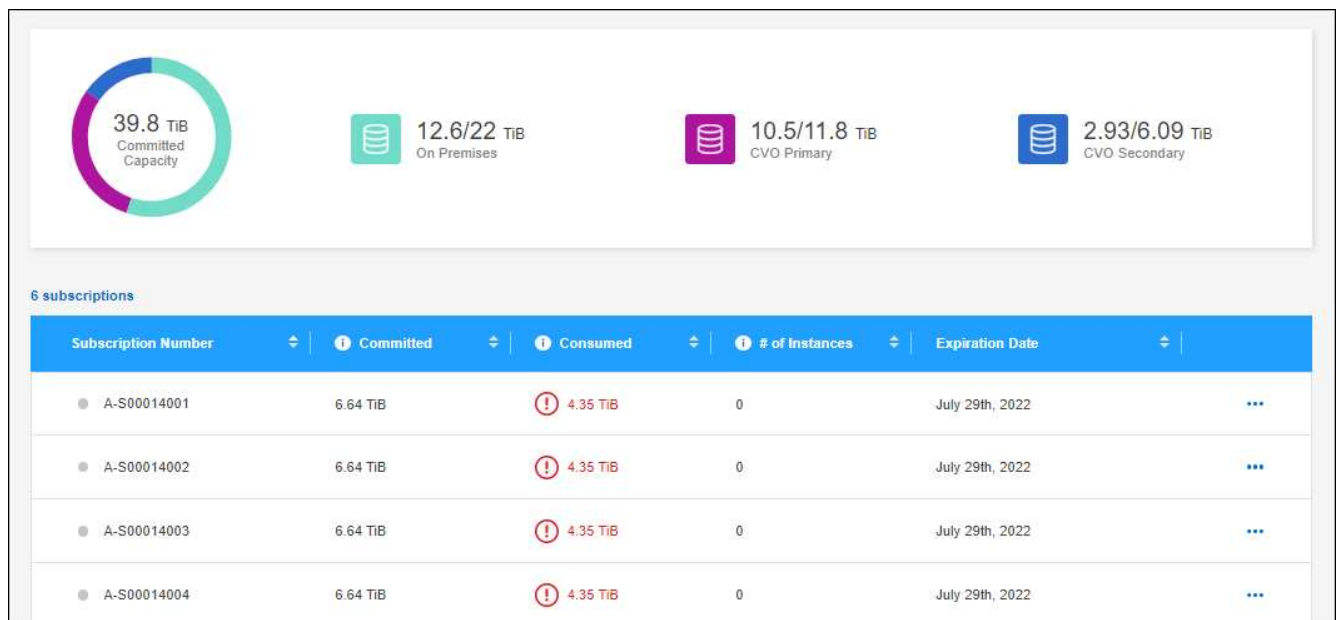 39.8 TiB
Committed
Capacity
12.6/22 TiB
On Premises
10.5/11.8 TiB
CVO Primary
2.93/6.09 TiB
CVO Secondary
6 subscriptions
Subscription Number Committed Consumed # of Instances Expiration Date
A-S00014001 6.64 TiB 4.35 TiB 0 July 29th, 2022
A-S00014002 6.64 TiB 4.35 TiB 0 July 29th, 2022
A-S00014003 6.64 TiB 4.35 TiB 0 July 29th, 2022
A-S00014004 6.64 TiB 4.35 TiB 0 July 29th, 2022